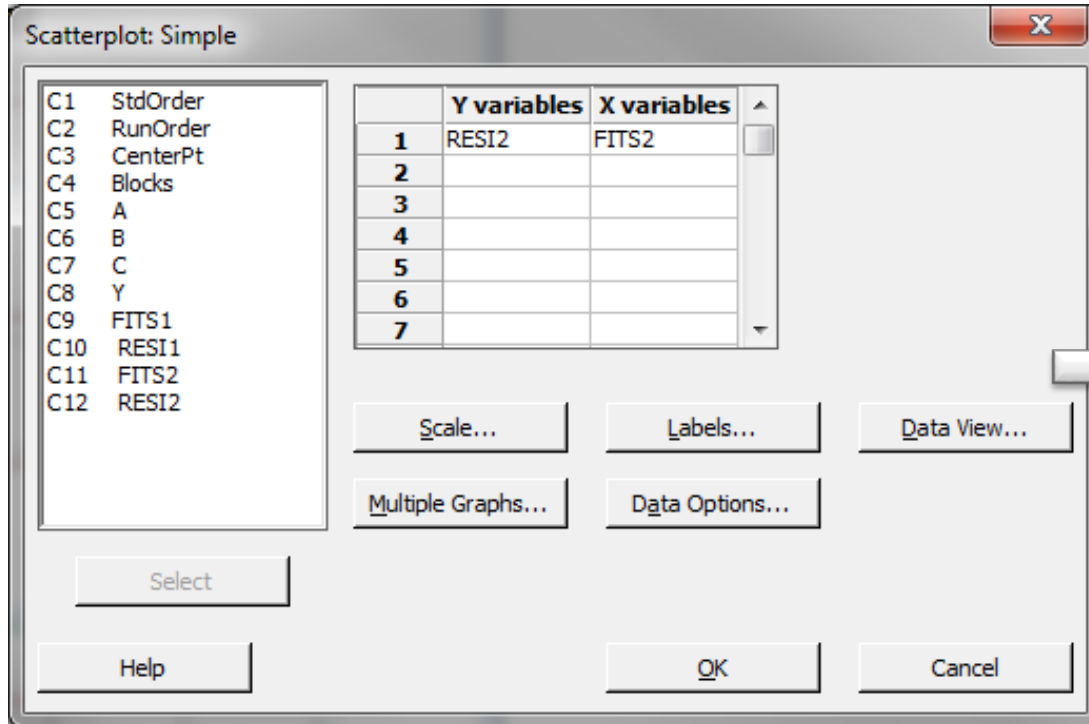 Scatterplot: Simple
C1 StdOrder
C2 RunOrder
C3 CenterPt
C4 Blocks
C5 A
C6 B
C7 C
C8 Y
C9 FITS1
C10 RESI1
C11 FITS2
C12 RESI2
Y variables X variables
1 RESI2 FITS2
2
3
4
5
6
7
Scale... Labels... Data View...
Multiple Graphs... Data Options...
Select
Help OK Cancel